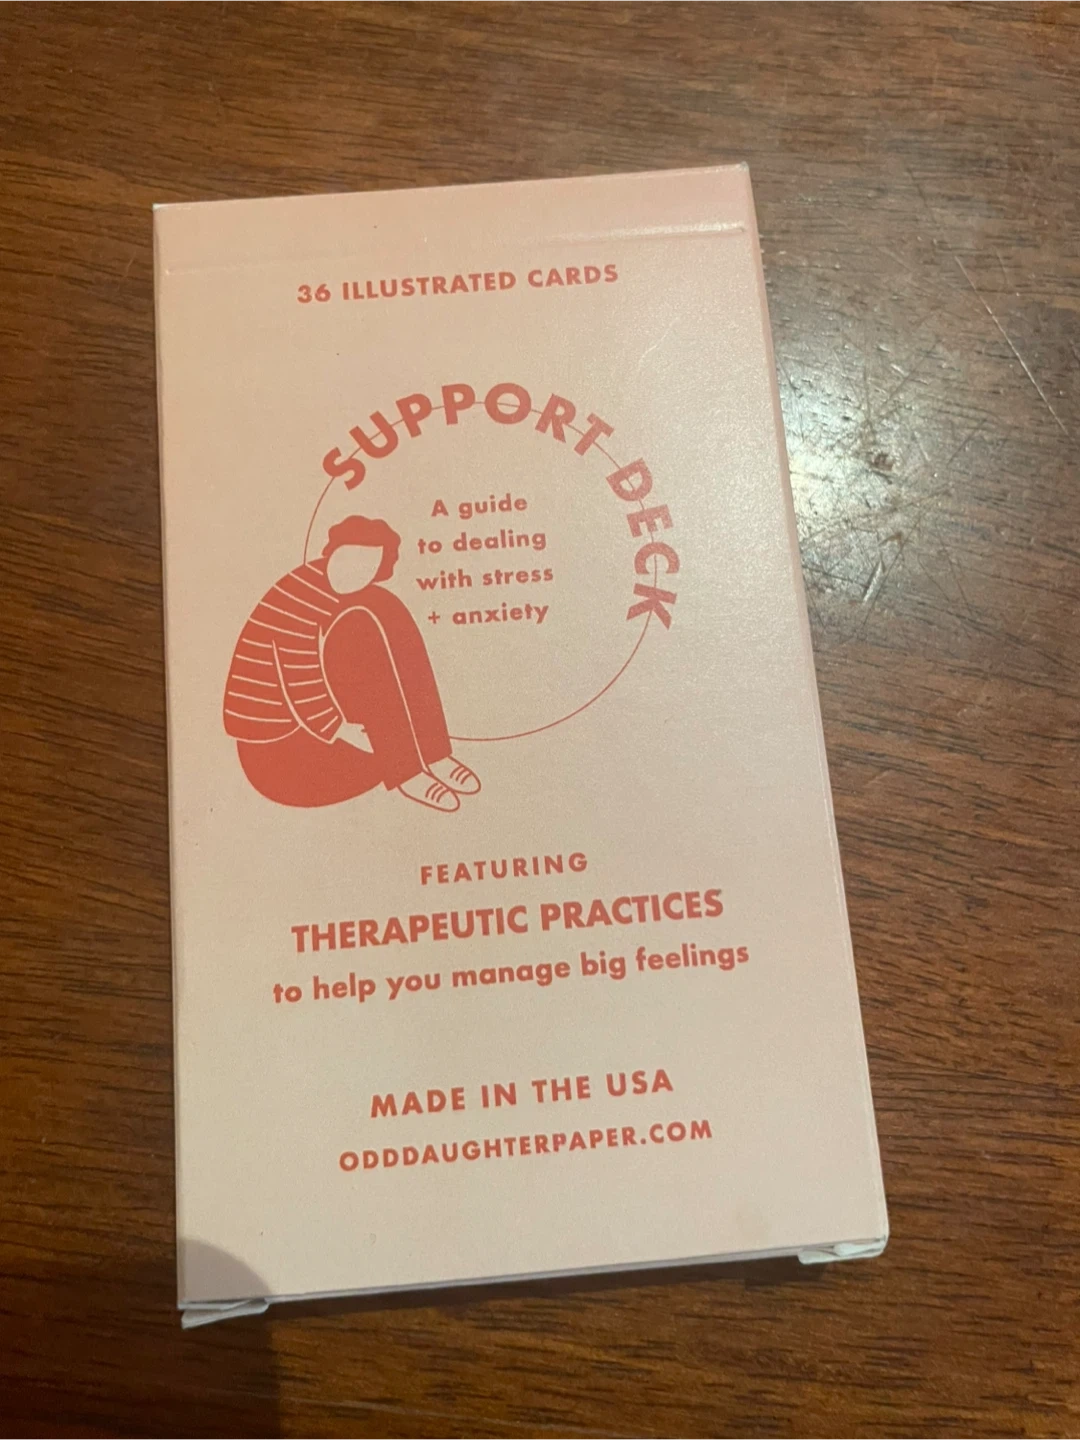 36 ILLUSTRATED CARDS
SUPPORT DECK
A guide
to dealing
with stress
+ anxiety
FEATURING
THERAPEUTIC PRACTICES
to help you manage big feelings
MADE IN THE USA
ODDDAUGHTERPAPER.COM